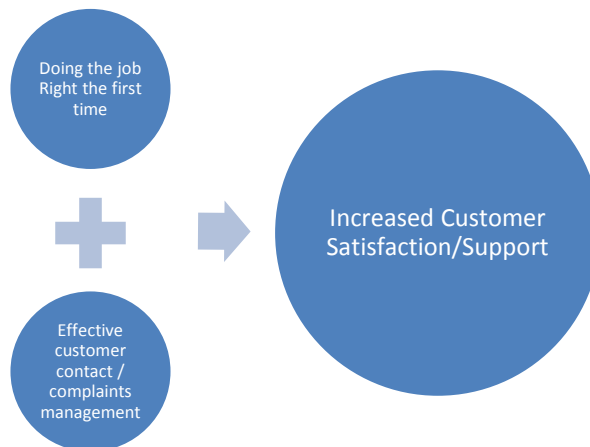 Doing the job
Right the first
time
Increased Customer
Satisfaction/Support
Effective
customer
contact /
complaints
management